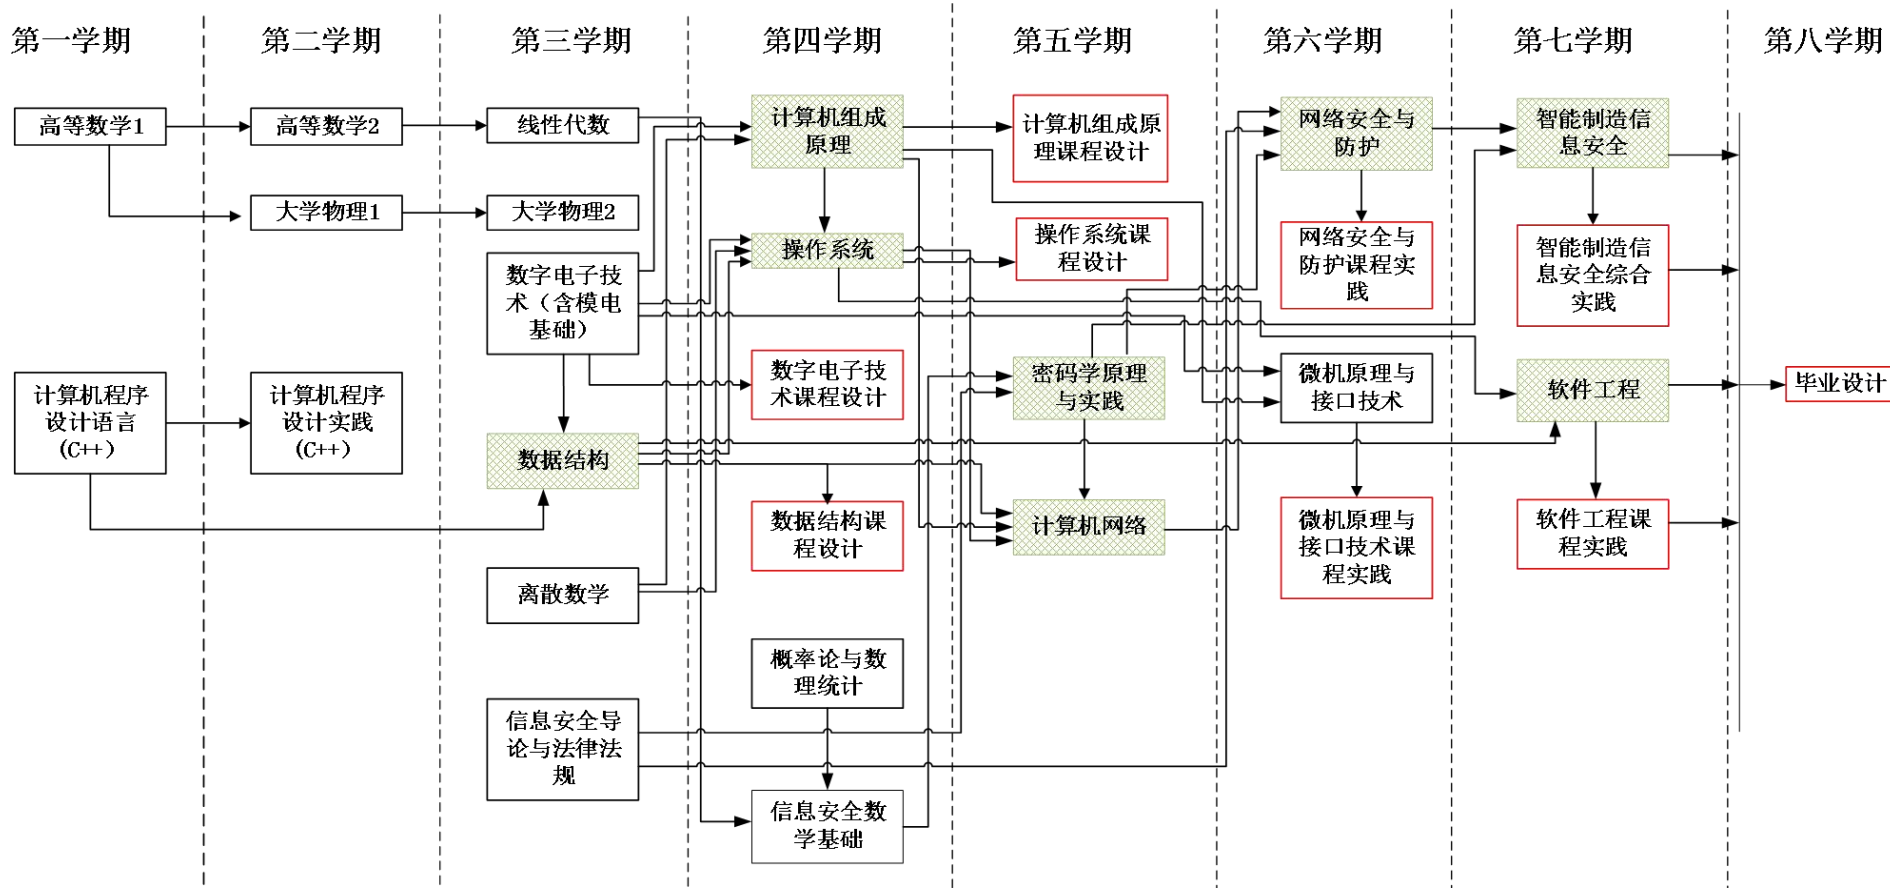 第一学期
第二学期
第三学期
第四学期
第五学期
第六学期
第七学期
第八学期
高等数学1
计算机程序
设计语言
(C++）
高等数学2
大学物理1
计算机程序
设计实践
(C++）
线性代数
大学物理2
数字电子技
术（含模电
基础）
数据结构
离散数学
信息安全导
论与法律法
规
计算机组成
原理
操作系统
数字电子技
术课程设计
数据结构课
程设计
概率论与数
理统计
信息安全数
学基础
计算机组成原
理课程设计
操作系统课
程设计
密码学原理
与实践
计算机网络
网络安全与
防护
网络安全与
防护课程实
践
微机原理与
接口技术
微机原理与
接口技术课
程实践
智能制造信
息安全
智能制造信
息安全综合
实践
软件工程
软件工程课
程实践
毕业设计